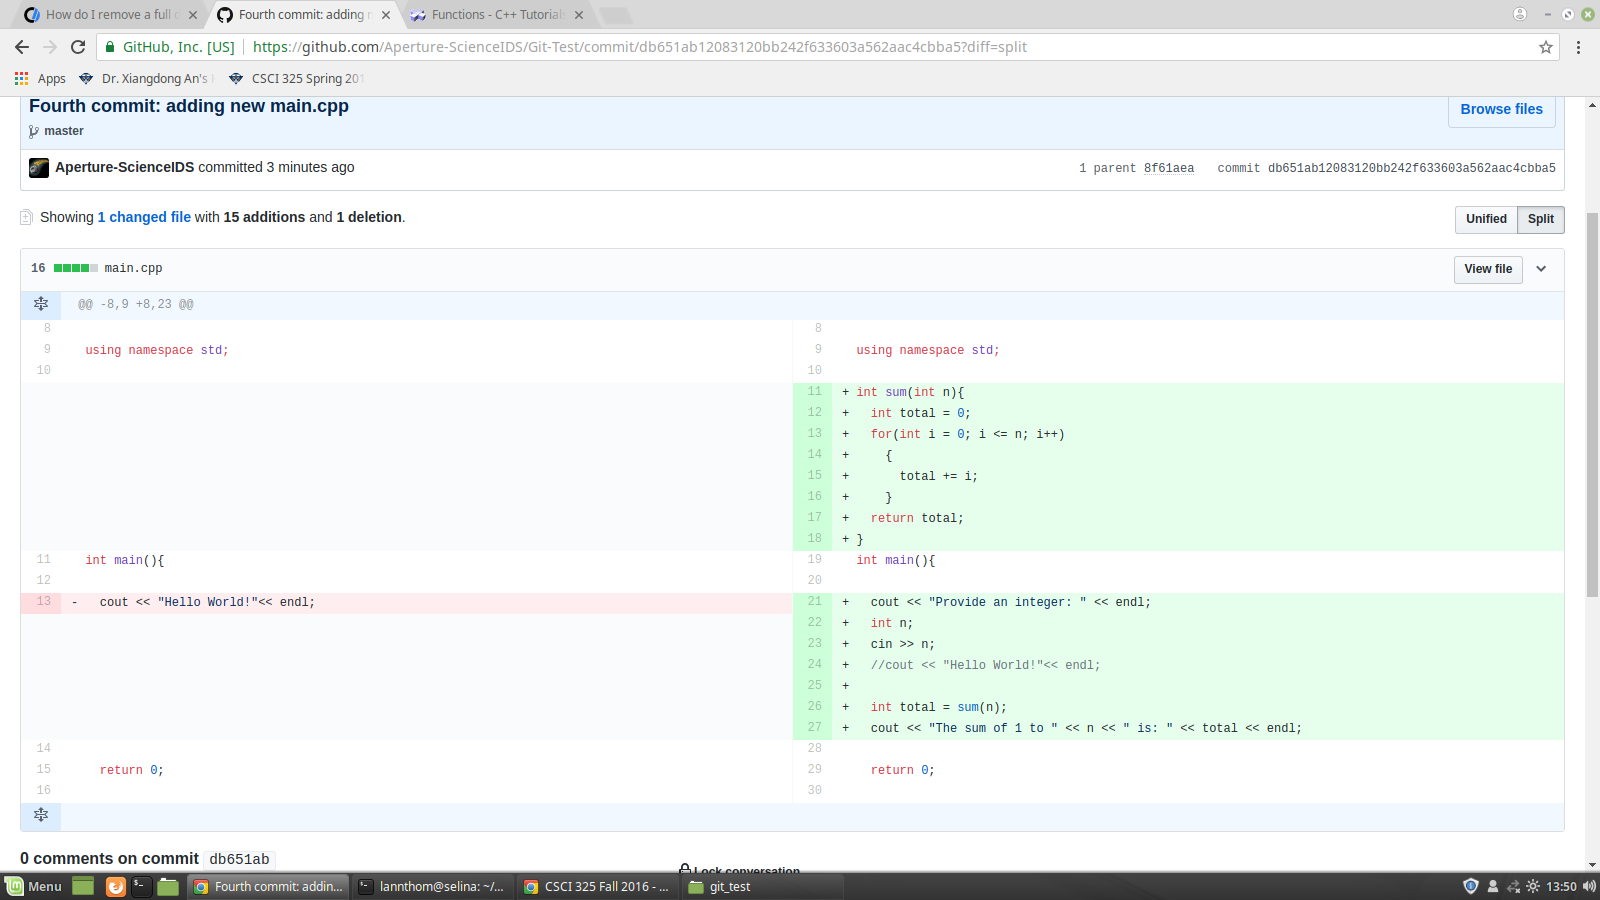 How do I remove a full c
Fourth commit: adding n
Functions - C++ Tutorials
GitHub, Inc. [US] https://github.com/Aperture-ScienceIDS/Git-Test/commit/db651ab12083120bb242f633603a562aac4cbba5?diff=split
Apps Dr. Xiangdong An's CSCI 325 Spring 201
Fourth commit: adding new main.cpp
Browse files
master
Aperture-ScienceIDS committed 3 minutes ago
1 parent 8f61aea commit db651ab12083120bb242f633603a562aac4cbba5
Showing 1 changed file with 15 additions and 1 deletion.
Unified Split
16 main.cpp
View file
@@ -8,9 +8,23 @@
8 8
9 using namespace std; 9 using namespace std;
10 10
11 + int sum(int n){
12 + int total = 0;
13 + for(int i = 0; i <= n; i++)
14 + {
15 + total += i;
16 + }
17 + return total;
18 + }
11 int main(){ 19 int main(){
12 20
13 - cout << "Hello World!"<< endl; 21 + cout << "Provide an integer: " << endl;
22 + int n;
23 + cin >> n;
24 + //cout << "Hello World!"<< endl;
25 +
26 + int total = sum(n);
27 + cout << "The sum of 1 to " << n << " is: " << total << endl;
14 28
15 return 0; 29 return 0;
16 30
0 comments on commit db651ab
Lock conversation
Menu Fourth commit: addin... lannthom@selina: ~/... CSCI 325 Fall 2016 - ... git_test 13:50